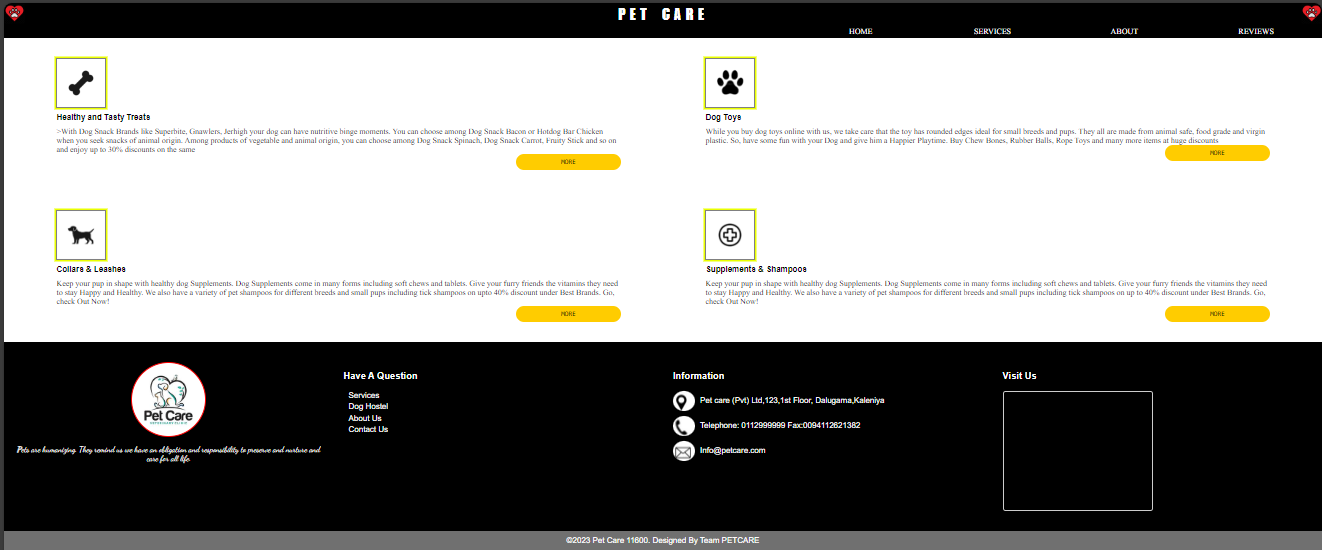 PET CARE
HOME SERVICES ABOUT REVIEWS
Healthy and Tasty Treats
>With Dog Snack Brands like Superbite, Gnawlers, Jerhigh your dog can have nutritive binge moments. You can choose among Dog Snack Bacon or Hotdog Bar Chicken
when you seek snacks of animal origin. Among products of vegetable and animal origin, you can choose among Dog Snack Spinach, Dog Snack Carrot, Fruity Stick and so on
and enjoy up to 30% discounts on the same
MORE
Dog Toys
While you buy dog toys online with us, we take care that the toy has rounded edges ideal for small breeds and pups. They all are made from animal safe, food grade and virgin
plastic. So, have some fun with your Dog and give him a Happier Playtime. Buy Chew Bones, Rubber Balls, Rope Toys and many more items at huge discounts
MORE
Collars & Leashes
Keep your pup in shape with healthy dog Supplements. Dog Supplements come in many forms including soft chews and tablets. Give your furry friends the vitamins they need
to stay Happy and Healthy. We also have a variety of pet shampoos for different breeds and small pups including tick shampoos on upto 40% discount under Best Brands. Go,
check Out Now!
MORE
Supplements & Shampoos
Keep your pup in shape with healthy dog Supplements. Dog Supplements come in many forms including soft chews and tablets. Give your furry friends the vitamins they need
to stay Happy and Healthy. We also have a variety of pet shampoos for different breeds and small pups including tick shampoos on up to 40% discount under Best Brands. Go,
check Out Now!
MORE
Pet Care
VETERINARY CLINIC
Pets are humanizing. They remind us we have an obligation and responsibility to preserve and nurture and
care for all life.
Have A Question
Services
Dog Hostel
About Us
Contact Us
Information
Pet care (Pvt) Ltd,123,1st Floor, Dalugama,Kaleniya
Telephone: 0112999999 Fax:0094112621382
Info@petcare.com
Visit Us
©2023 Pet Care 11600. Designed By Team PETCARE